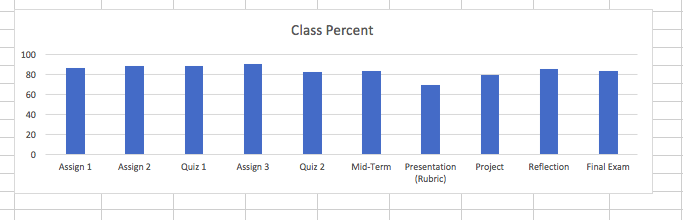 Class Percent
100
80
60
40
20
0
Assign 1
Assign 2
Quiz 1
Assign 3
Quiz 2
Mid-Term
Presentation
(Rubric)
Project
Reflection
Final Exam